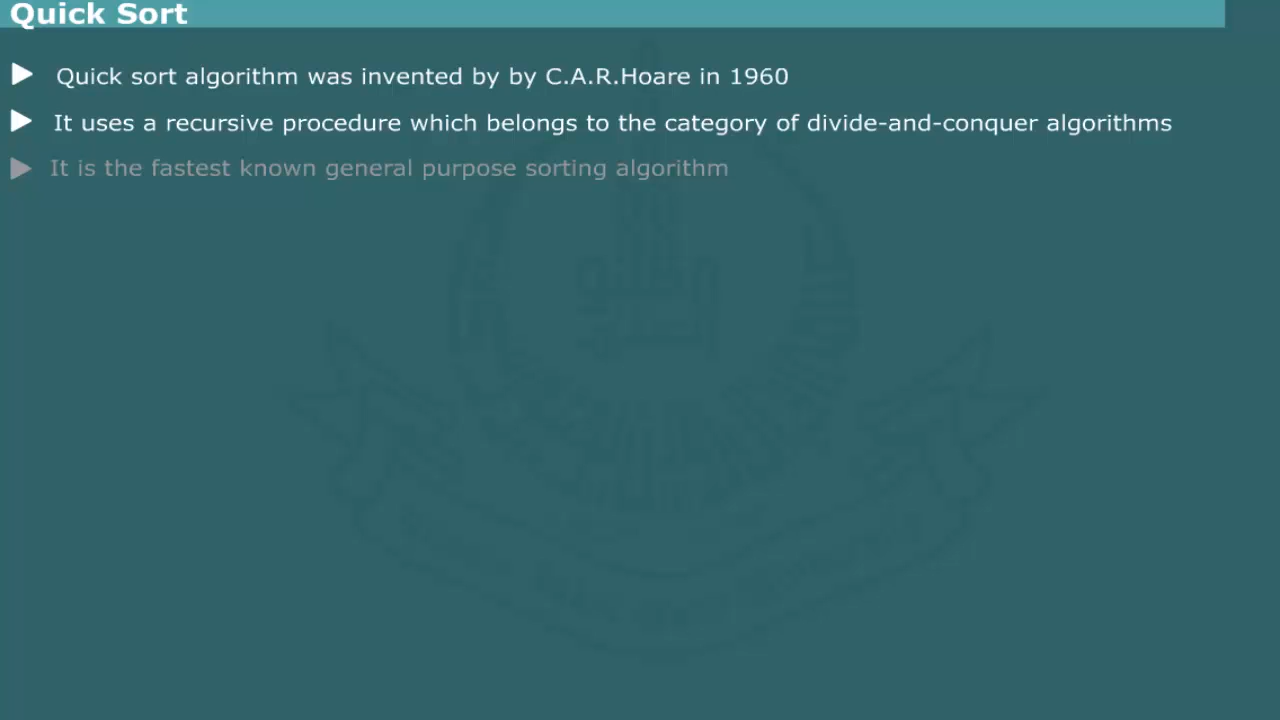 Quick Sort
Quick sort algorithm was invented by by C.A.R.Hoare in 1960
It uses a recursive procedure which belongs to the category of divide-and-conquer algorithms
It is the fastest known general purpose sorting algorithm